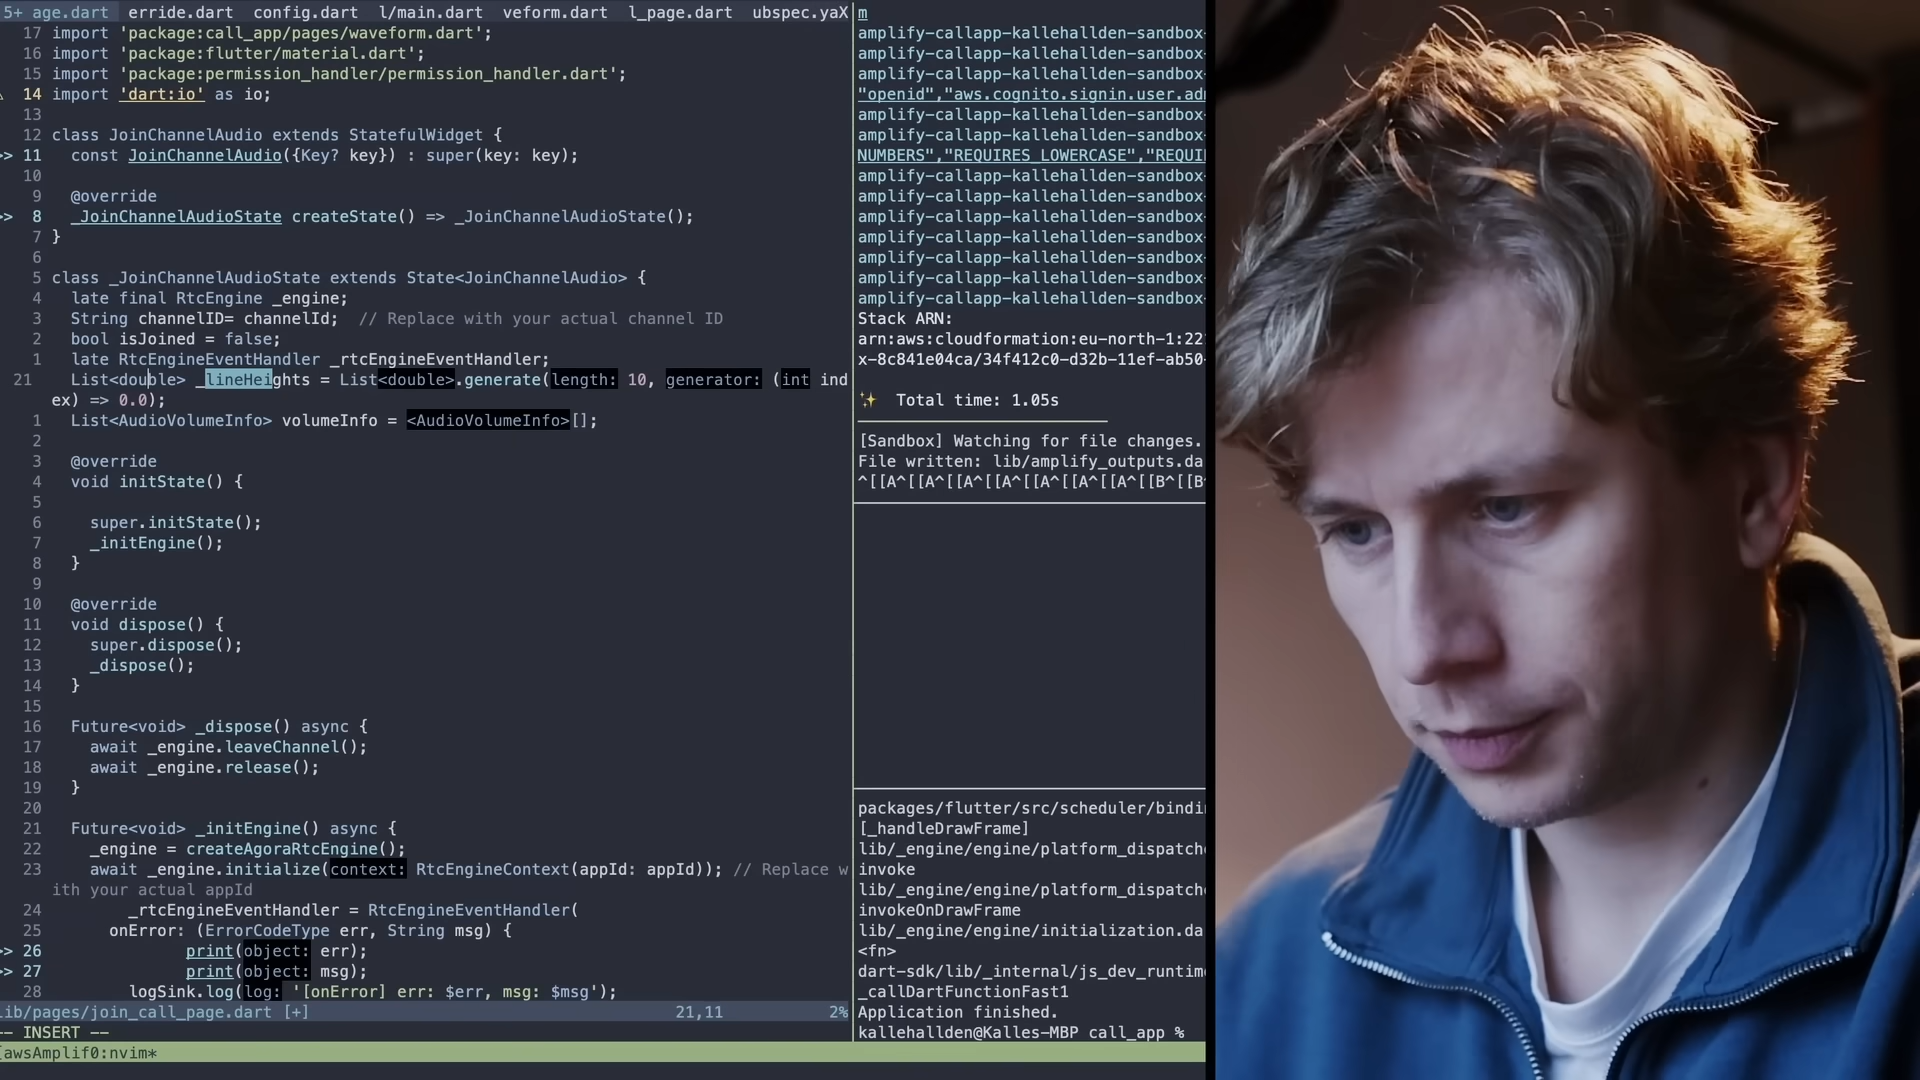 5+ age.dart  erride.dart  config.dart  l/main.dart  veform.dart  l_page.dart  ubspec.yaX
17 import 'package:call_app/pages/waveform.dart';
16 import 'package:flutter/material.dart';
15 import 'package:permission_handler/permission_handler.dart';
14 import 'dart:io' as io;
13
12 class JoinChannelAudio extends StatefulWidget {
>> 11 const JoinChannelAudio({Key? key}) : super(key: key);
10
9 @override
>> 8 _JoinChannelAudioState createState() => _JoinChannelAudioState();
7 }
6
5 class _JoinChannelAudioState extends State<JoinChannelAudio> {
4 late final RtcEngine _engine;
3 String channelID= channelId;  // Replace with your actual channel ID
2 bool isJoined = false;
1 late RtcEngineEventHandler _rtcEngineEventHandler;
21 List<double> _lineHeights = List<double>.generate(length: 10, generator: (int ind
ex) => 0.0);
1 List<AudioVolumeInfo> volumeInfo = <AudioVolumeInfo>[];
2
3 @override
4 void initState() {
5
6 super.initState();
7 _initEngine();
8 }
9
10 @override
11 void dispose() {
12 super.dispose();
13 _dispose();
14 }
15
16 Future<void> _dispose() async {
17 await _engine.leaveChannel();
18 await _engine.release();
19 }
20
21 Future<void> _initEngine() async {
22 _engine = createAgoraRtcEngine();
23 await _engine.initialize(context: RtcEngineContext(appId: appId)); // Replace w
ith your actual appId
24 _rtcEngineEventHandler = RtcEngineEventHandler(
25 onError: (ErrorCodeType err, String msg) {
>> 26 print(object: err);
>> 27 print(object: msg);
28 logSink.log(log: '[onError] err: $err, msg: $msg');
lib/pages/join_call_page.dart [+] 21,11 2%
-- INSERT --
[awsAmplif0:nvim*
m
amplify-callapp-kallehallden-sandbox-
amplify-callapp-kallehallden-sandbox-
amplify-callapp-kallehallden-sandbox-
"openid","aws.cognito.signin.user.ad
amplify-callapp-kallehallden-sandbox-
amplify-callapp-kallehallden-sandbox-
NUMBERS","REQUIRES_LOWERCASE","REQUI
amplify-callapp-kallehallden-sandbox-
amplify-callapp-kallehallden-sandbox-
amplify-callapp-kallehallden-sandbox-
amplify-callapp-kallehallden-sandbox-
amplify-callapp-kallehallden-sandbox-
amplify-callapp-kallehallden-sandbox-
amplify-callapp-kallehallden-sandbox-
Stack ARN:
arn:aws:cloudformation:eu-north-1:22
x-8c841e04ca/34f412c0-d32b-11ef-ab50-
✨ Total time: 1.05s
[Sandbox] Watching for file changes.
File written: lib/amplify_outputs.da
^[[A^[[A^[[A^[[A^[[A^[[A^[[A^[[B^[[B
packages/flutter/src/scheduler/bindi
[_handleDrawFrame]
lib/_engine/engine/platform_dispatch
invoke
lib/_engine/engine/platform_dispatch
invokeOnDrawFrame
lib/_engine/engine/initialization.da
<fn>
dart-sdk/lib/_internal/js_dev_runtim
_callDartFunctionFast1
Application finished.
kallehallden@Kalles-MBP call_app %